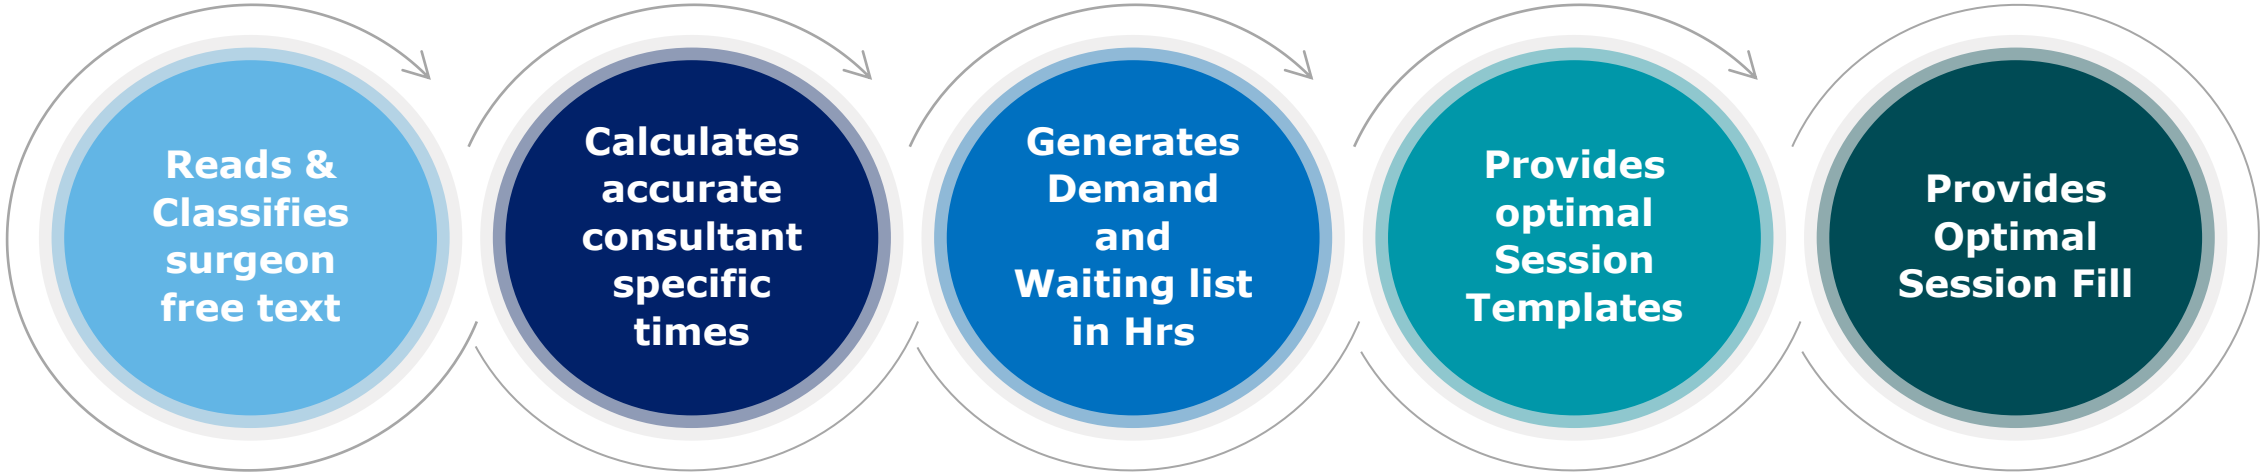 Reads &
Classifies
surgeon
free text
Calculates
accurate
consultant
specific
times
Generates
Demand
and
Waiting list
in Hrs
Provides
optimal
Session
Templates
Provides
Optimal
Session Fill